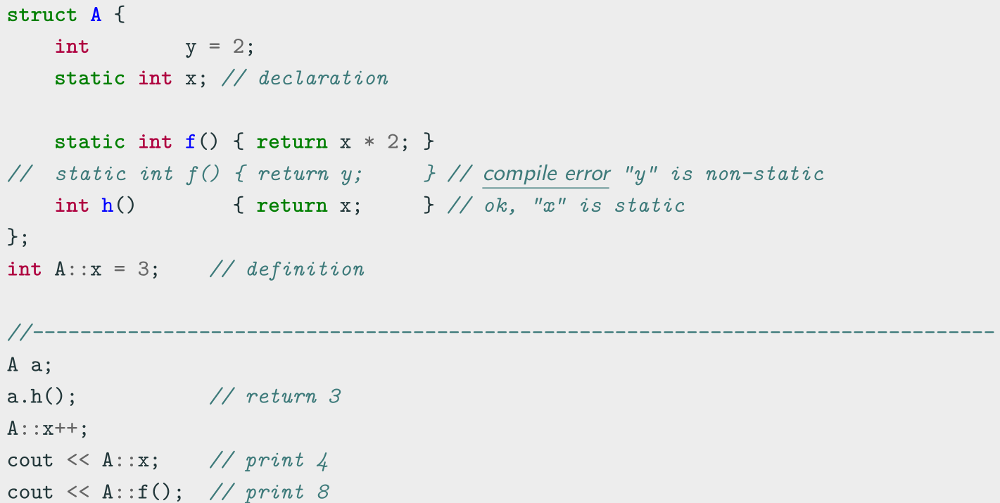 struct A {
    int        y = 2;
    static int x; // declaration

    static int f() { return x * 2; }
//  static int f() { return y;     } // compile error "y" is non-static
    int h()        { return x;     } // ok, "x" is static
};
int A::x = 3;    // definition

//--------------------------------------------------------------------------------
A a;
a.h();           // return 3
A::x++;
cout << A::x;    // print 4
cout << A::f();  // print 8